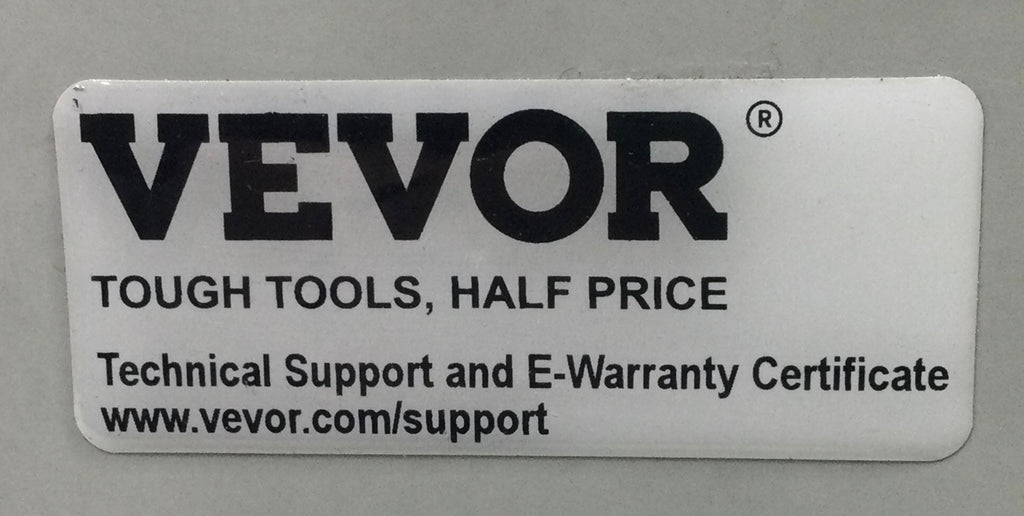 VEVOR®
TOUGH TOOLS, HALF PRICE
Technical Support and E-Warranty Certificate
www.vevor.com/support